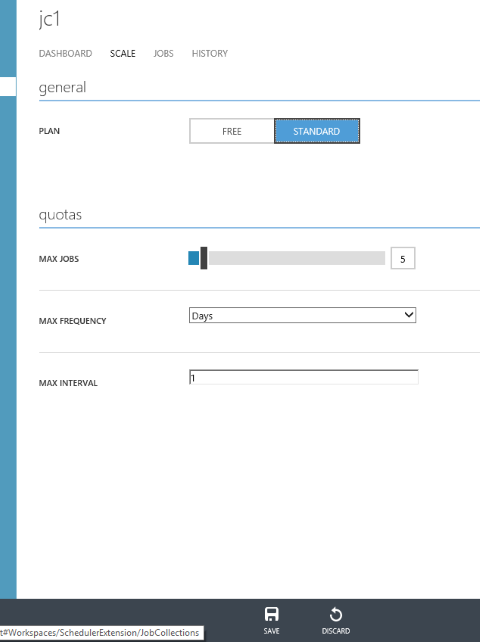 jc1
DASHBOARD SCALE JOBS HISTORY
general
PLAN FREE STANDARD
quotas
MAX JOBS 5
MAX FREQUENCY Days
MAX INTERVAL 1
SAVE DISCARD
t#Workspaces/SchedulerExtension/JobCollections